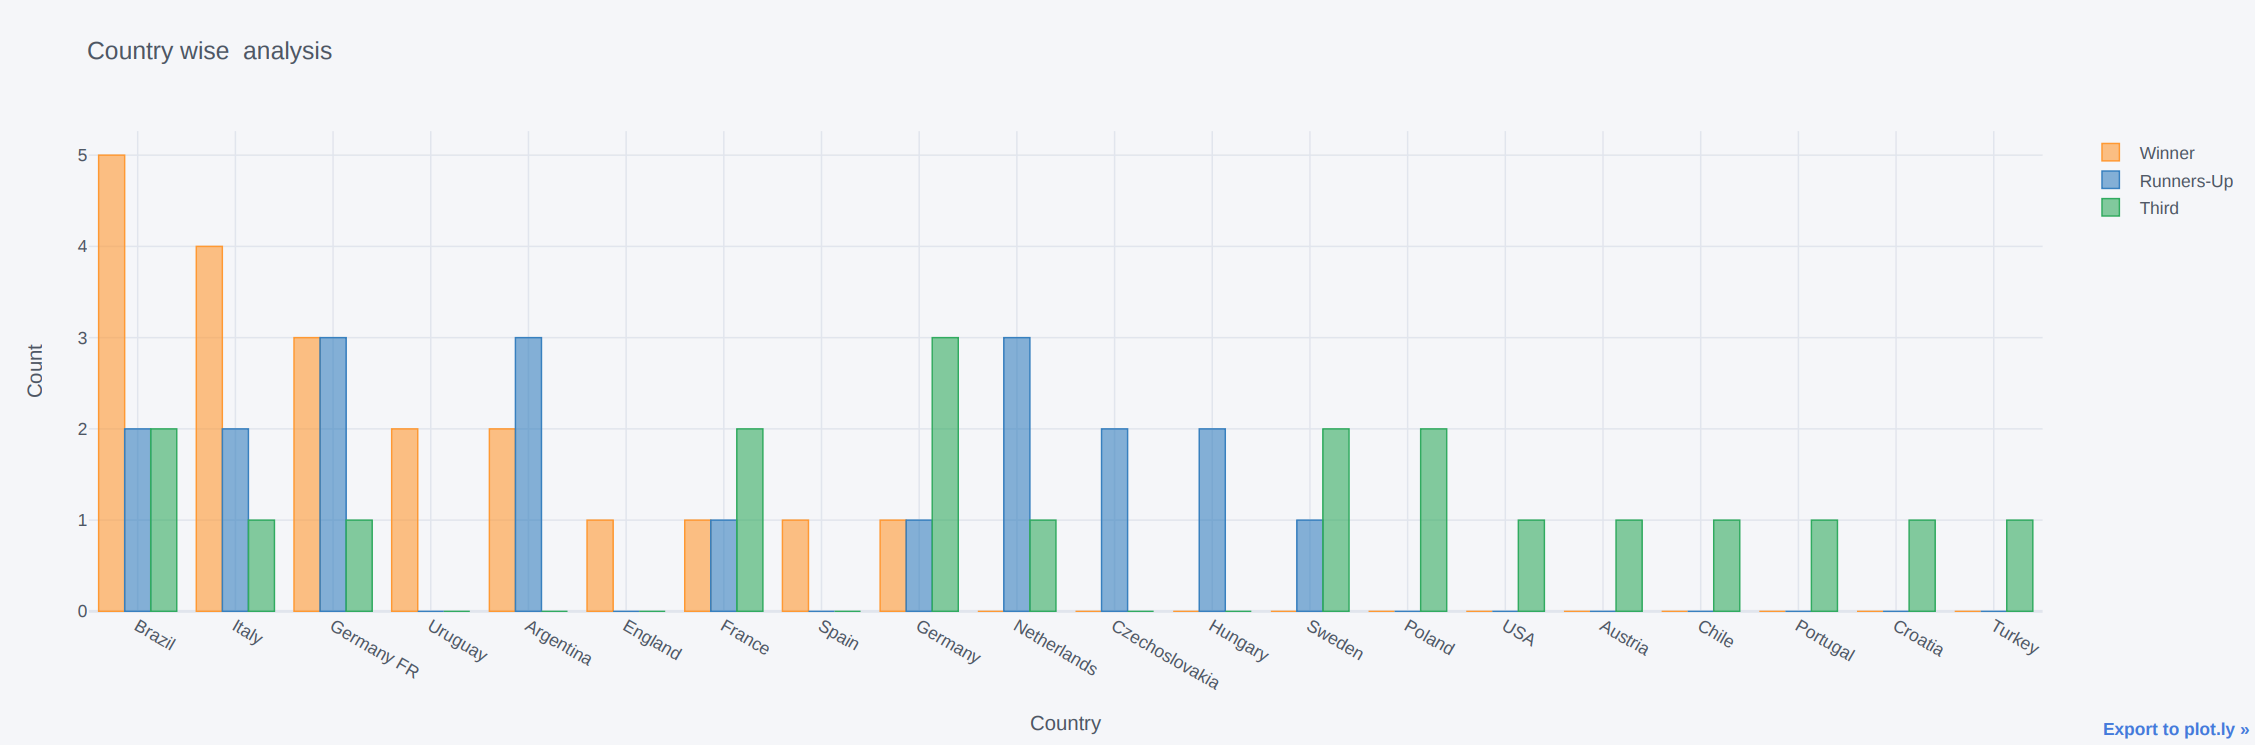 Country wise  analysis
Winner
Runners-Up
Third
5
4
3
2
1
0
Count
Brazil
Italy
Germany FR
Uruguay
Argentina
England
France
Spain
Germany
Netherlands
Czechoslovakia
Hungary
Sweden
Poland
USA
Austria
Chile
Portugal
Croatia
Turkey
Country
Export to plot.ly »